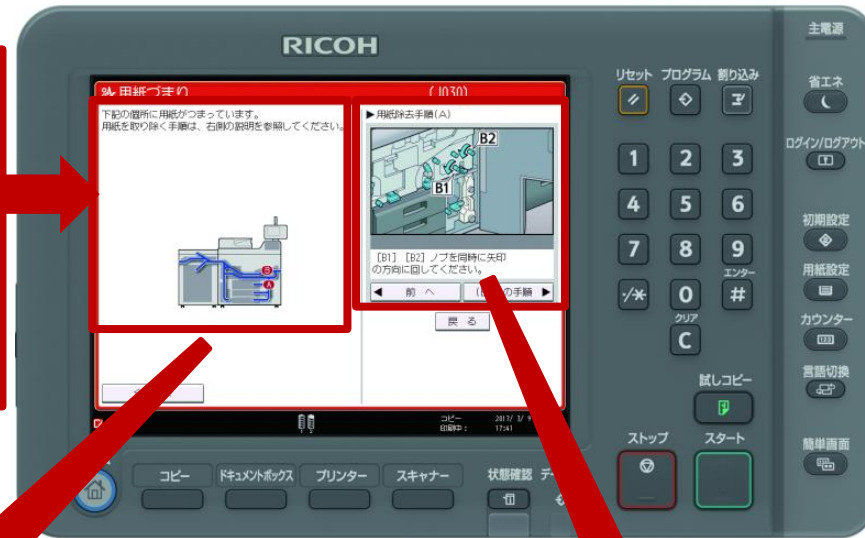 RICOH
主電源
用紙づまり
(J030)
下記の個所に用紙がつまっています。
用紙を取り除く手順は、右側の説明を参照してください。
B
A
▶用紙除去手順(A)
B2
B1
[B1] [B2] ノブを同時に矢印
の方向に回してください。
◀ 前 へ
の手順 ▶
戻 る
コピー
印刷中：
2017/ 3/ 9
17:41
リセット プログラム 割り込み
1 2 3
4 5 6
7 8 9
エンター
・/* 0 #
クリア
C
試しコピー
ストップ スタート
省エネ
ログイン/ログアウト
初期設定
用紙設定
カウンター
123
言語切換
簡単画面
コピー ドキュメントボックス プリンター スキャナー 状態確認